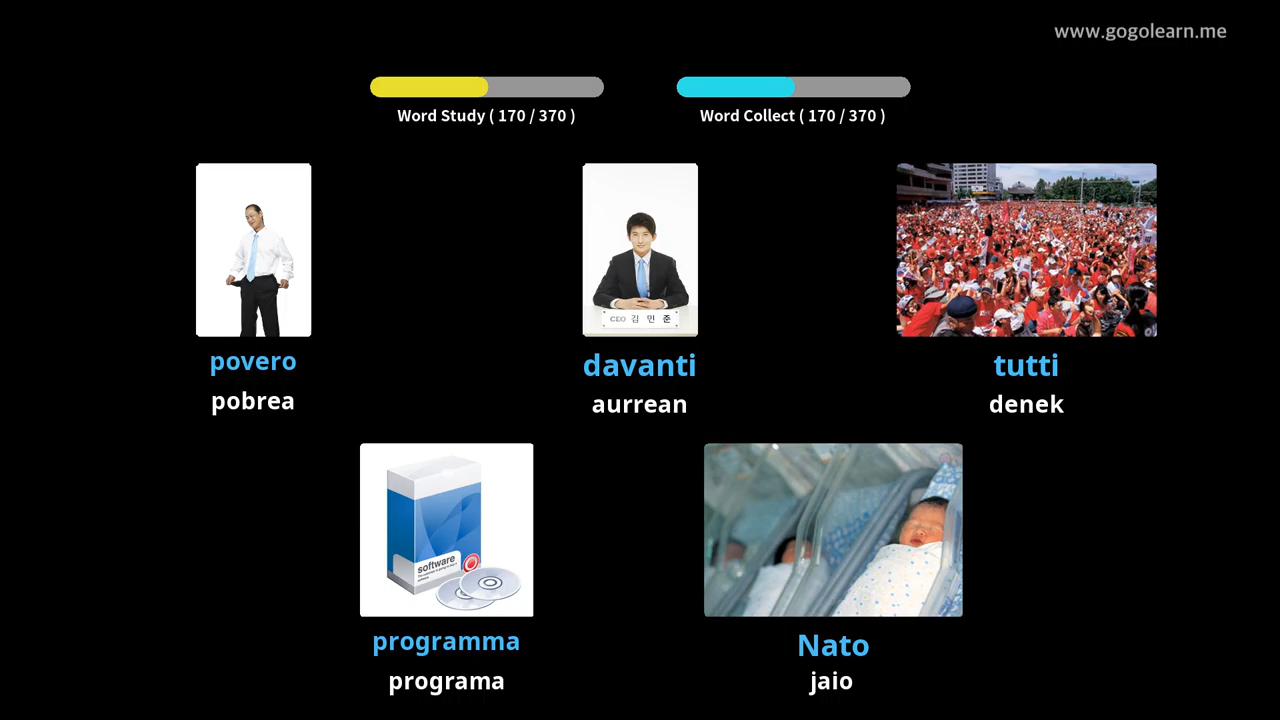 www.gogolearn.me
Word Study ( 170 / 370 )
Word Collect ( 170 / 370 )
CEO 김 민 준
povero
davanti
tutti
pobrea
aurrean
denek
software
programma
Nato
programa
jaio